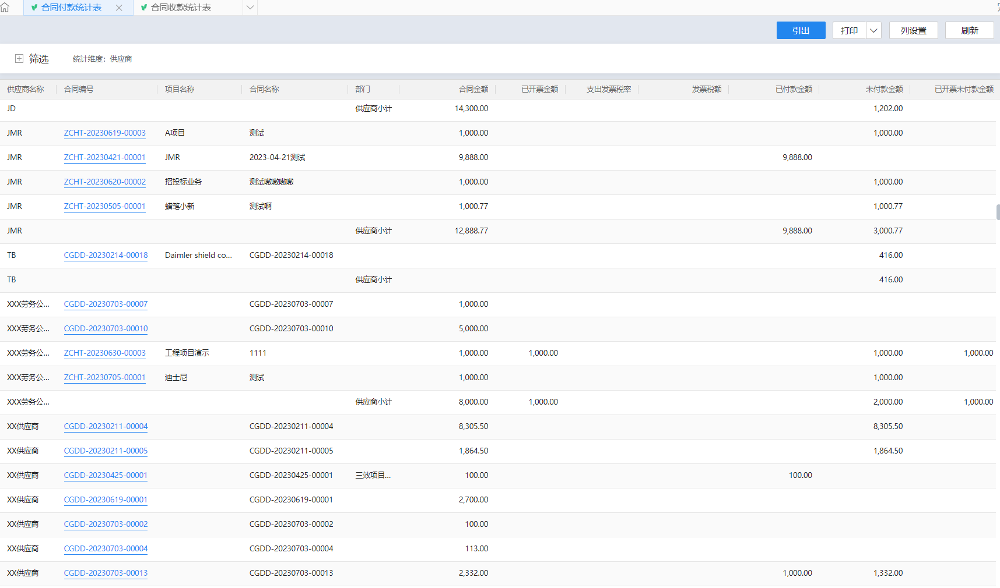 合同付款统计表 合同收款统计表
引出 打印 列设置 刷新
筛选 统计维度：供应商
供应商名称 合同编号 项目名称 合同名称 部门 合同金额 已开票金额 支出发票税率 发票税额 已付款金额 未付款金额 已开票未付款金额
JD 供应商小计 14,300.00 1,202.00
JMR ZCHT-20230619-00003 A项目 测试 1,000.00 1,000.00
JMR ZCHT-20230421-00001 JMR 2023-04-21测试 9,888.00 9,888.00
JMR ZCHT-20230620-00002 招投标业务 测试嗷嗷嗷嗷 1,000.00 1,000.00
JMR ZCHT-20230505-00001 蜡笔小新 测试啊 1,000.77 1,000.77
JMR 供应商小计 12,888.77 9,888.00 3,000.77
TB CGDD-20230214-00018 Daimler shield co... CGDD-20230214-00018 416.00
TB 供应商小计 416.00
XXX劳务公... CGDD-20230703-00007 CGDD-20230703-00007 1,000.00
XXX劳务公... CGDD-20230703-00010 CGDD-20230703-00010 5,000.00
XXX劳务公... ZCHT-20230630-00003 工程项目演示 1111 1,000.00 1,000.00 1,000.00 1,000.00
XXX劳务公... ZCHT-20230705-00001 迪士尼 测试 1,000.00 1,000.00
XXX劳务公... 供应商小计 8,000.00 1,000.00 2,000.00 1,000.00
XX供应商 CGDD-20230211-00004 CGDD-20230211-00004 8,305.50 8,305.50
XX供应商 CGDD-20230211-00005 CGDD-20230211-00005 1,864.50 1,864.50
XX供应商 CGDD-20230425-00001 CGDD-20230425-00001 三效项目... 100.00 100.00
XX供应商 CGDD-20230619-00001 CGDD-20230619-00001 2,700.00
XX供应商 CGDD-20230703-00002 CGDD-20230703-00002 100.00
XX供应商 CGDD-20230703-00004 CGDD-20230703-00004 113.00
XX供应商 CGDD-20230703-00013 CGDD-20230703-00013 2,332.00 1,000.00 1,332.00